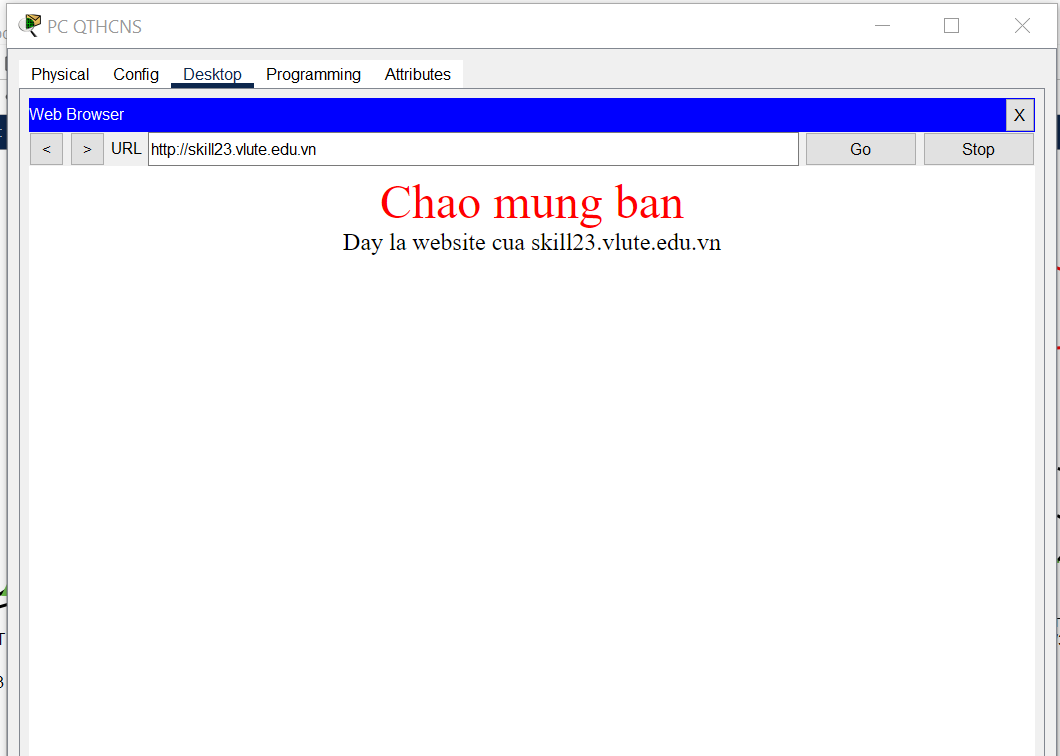 PC QTHCNS
Physical Config Desktop Programming Attributes
Web Browser X
< > URL http://skill23.vlute.edu.vn Go Stop
Chao mung ban
Day la website cua skill23.vlute.edu.vn